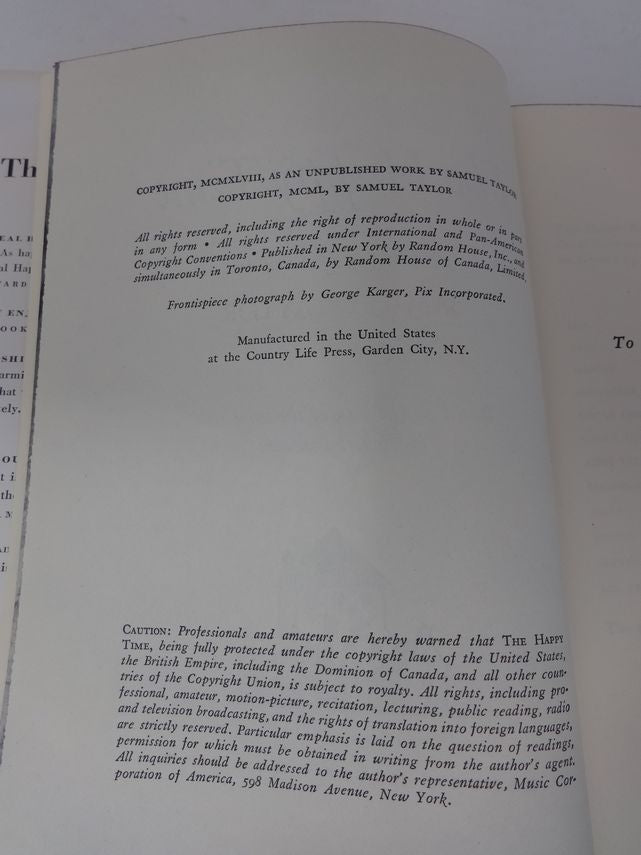 Th
COPYRIGHT, MCMXLVIII, AS AN UNPUBLISHED WORK BY SAMUEL TAYLOR
COPYRIGHT, MCML, BY SAMUEL TAYLOR
All rights reserved, including the right of reproduction in whole or in part
in any form • All rights reserved under International and Pan-American
Copyright Conventions • Published in New York by Random House, Inc., and
simultaneously in Toronto, Canada, by Random House of Canada, Limited.
Frontispiece photograph by George Karger, Pix Incorporated.
Manufactured in the United States
at the Country Life Press, Garden City, N.Y.
CAUTION: Professionals and amateurs are hereby warned that THE HAPPY
TIME, being fully protected under the copyright laws of the United States,
the British Empire, including the Dominion of Canada, and all other coun-
tries of the Copyright Union, is subject to royalty. All rights, including pro-
fessional, amateur, motion-picture, recitation, lecturing, public reading, radio
and television broadcasting, and the rights of translation into foreign languages,
are strictly reserved. Particular emphasis is laid on the question of readings,
permission for which must be obtained in writing from the author's agent.
All inquiries should be addressed to the author's representative, Music Cor-
poration of America, 598 Madison Avenue, New York.
To